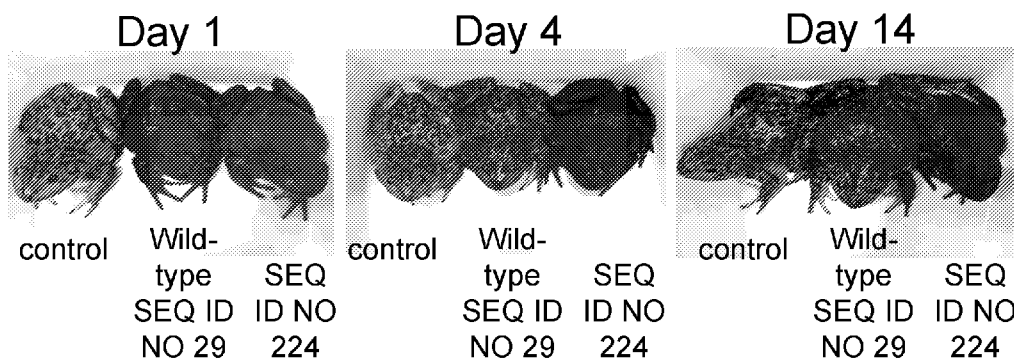 Day 1
Day 4
Day 14
control
Wild-
type
SEQ ID
NO 29
SEQ
ID NO
224
control
Wild-
type
SEQ ID
NO 29
SEQ
ID NO
224
control
Wild-
type
SEQ ID
NO 29
SEQ
ID NO
224